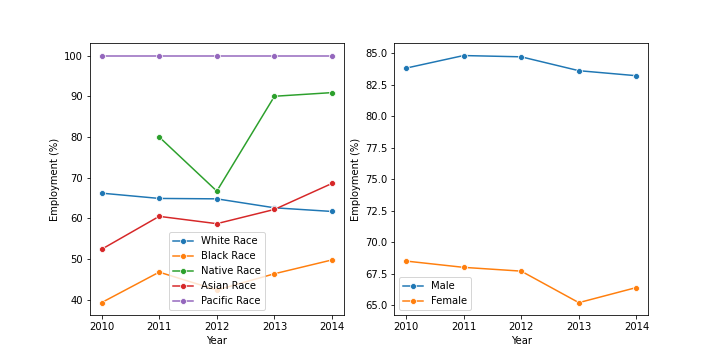 Employment (%)
100
90
80
70
60
50
40
White Race
Black Race
Native Race
Asian Race
Pacific Race
2010 2011 2012 2013 2014
Year
Employment (%)
85.0
82.5
80.0
77.5
75.0
72.5
70.0
67.5
65.0
Male
Female
2010 2011 2012 2013 2014
Year